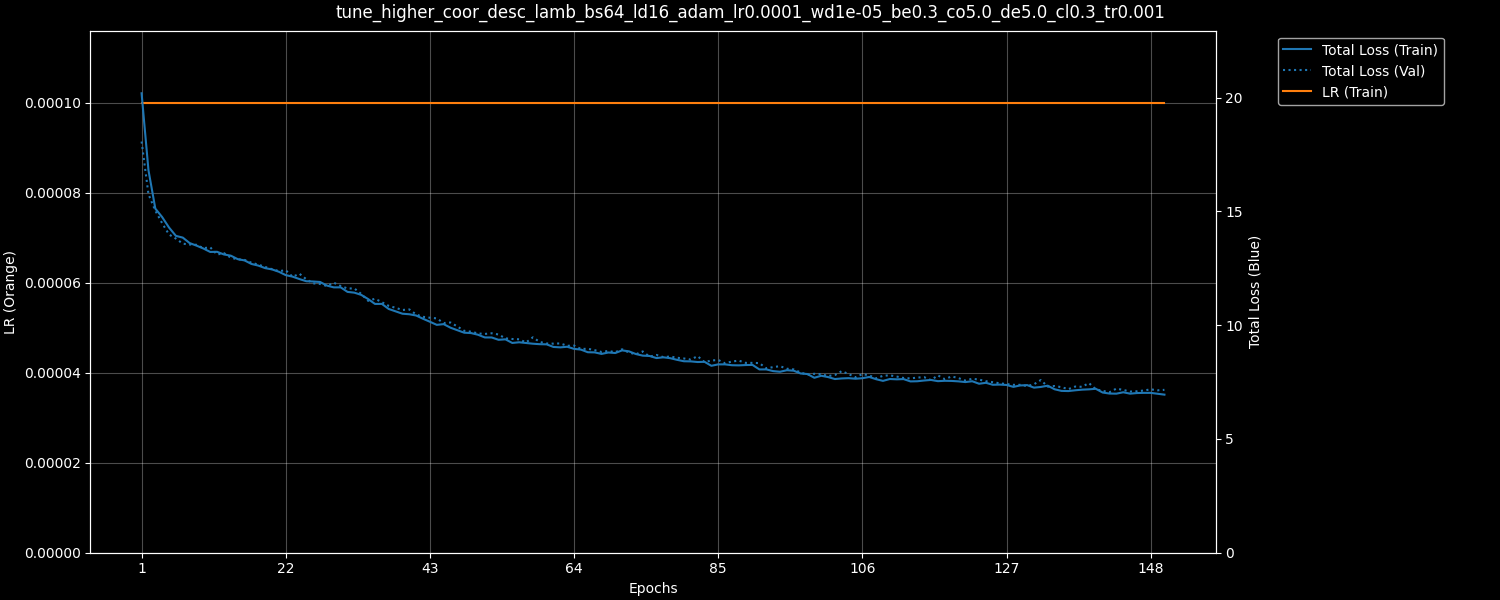 tune_higher_coor_desc_lamb_bs64_ld16_adam_lr0.0001_wd1e-05_be0.3_co5.0_de5.0_cl0.3_tr0.001
Total Loss (Train)
Total Loss (Val)
LR (Train)
LR (Orange)
0.00010
0.00008
0.00006
0.00004
0.00002
0.00000
Total Loss (Blue)
20
15
10
5
0
1 22 43 64 85 106 127 148
Epochs